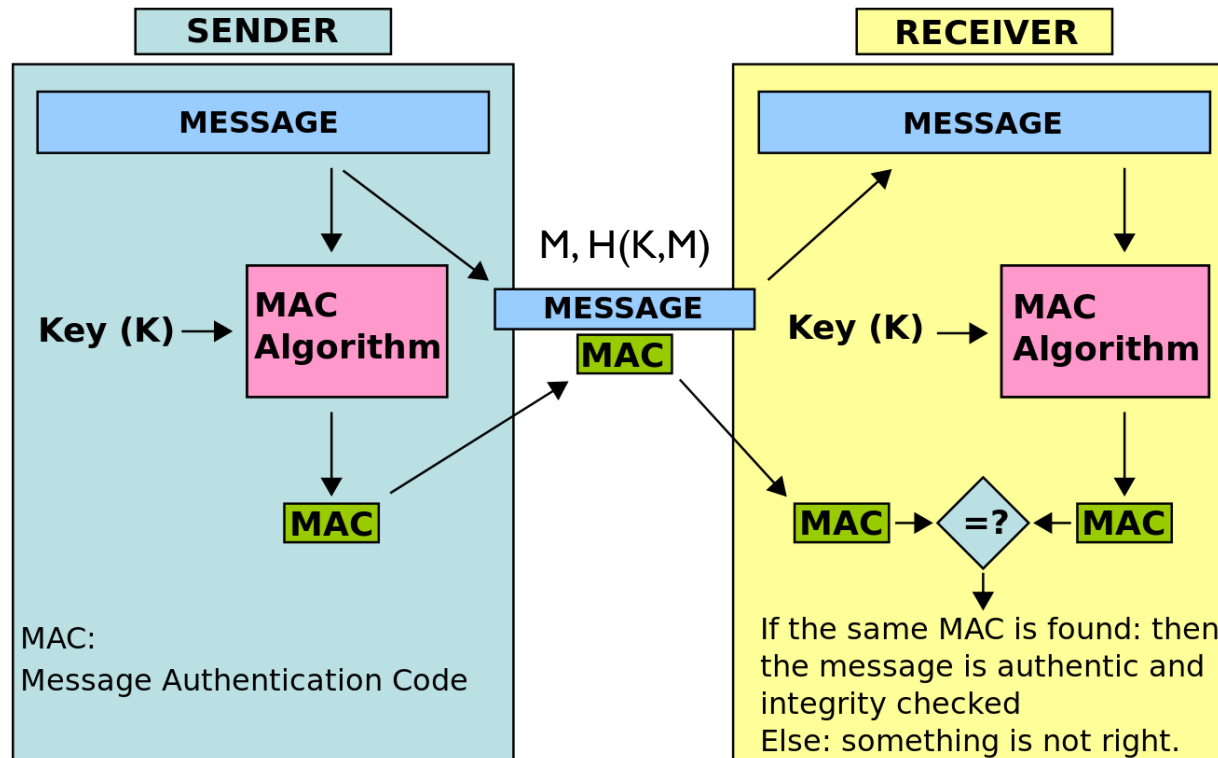 SENDER
MESSAGE
Key (K)
MAC
Algorithm
MAC
MAC:
Message Authentication Code
M, H(K,M)
MESSAGE
MAC
RECEIVER
MESSAGE
Key (K)
MAC
Algorithm
MAC
=?
MAC
If the same MAC is found: then
the message is authentic and
integrity checked
Else: something is not right.